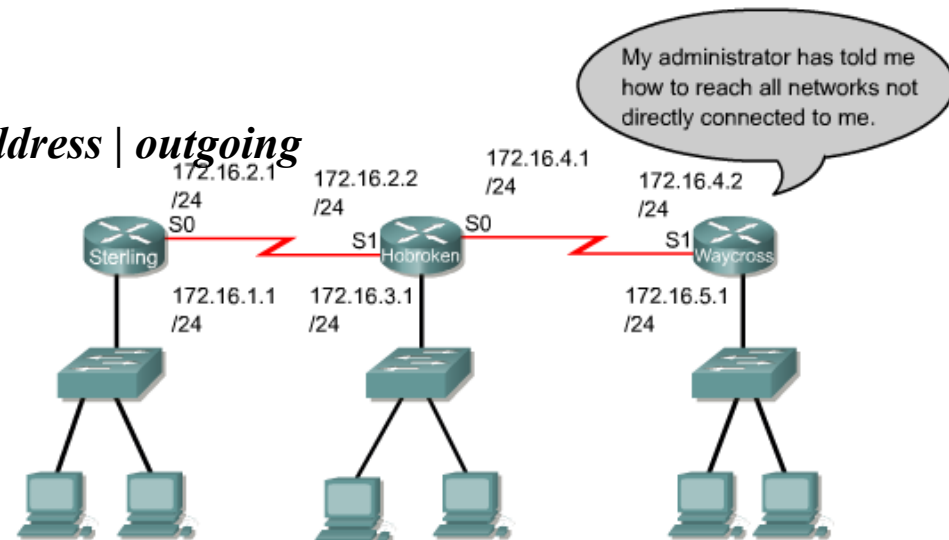 My administrator has told me
how to reach all networks not
directly connected to me.
ddress | outgoing
172.16.2.1
/24
S0
172.16.2.2
/24
S1
172.16.4.1
/24
S0
172.16.4.2
/24
S1
Sterling
Hobroken
Waycross
172.16.1.1
/24
172.16.3.1
/24
172.16.5.1
/24